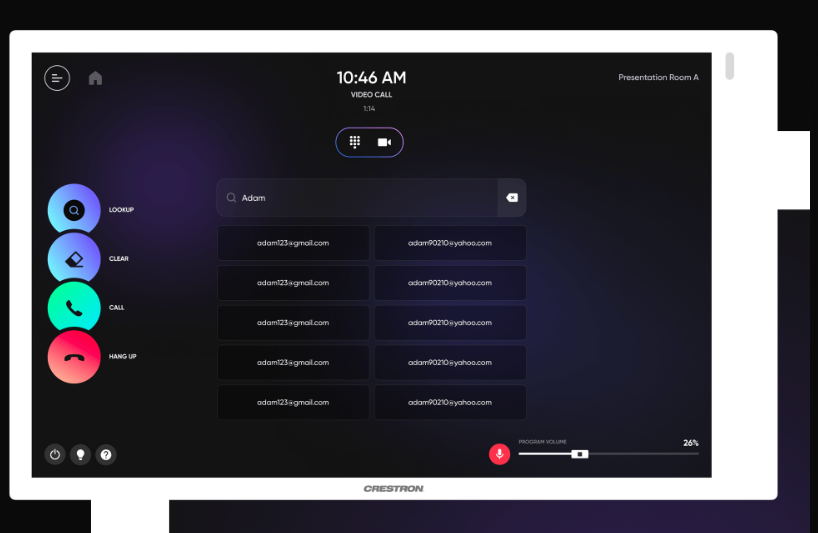 10:46 AM
Presentation Room A
VIDEO CALL
1:14
Adam
LOOKUP
adam123@gmail.com adam90210@yahoo.com
CLEAR
adam123@gmail.com adam90210@yahoo.com
CALL
adam123@gmail.com adam90210@yahoo.com
HANG UP
adam123@gmail.com adam90210@yahoo.com
adam123@gmail.com adam90210@yahoo.com
PROGRAM VOLUME 26%
CRESTRON